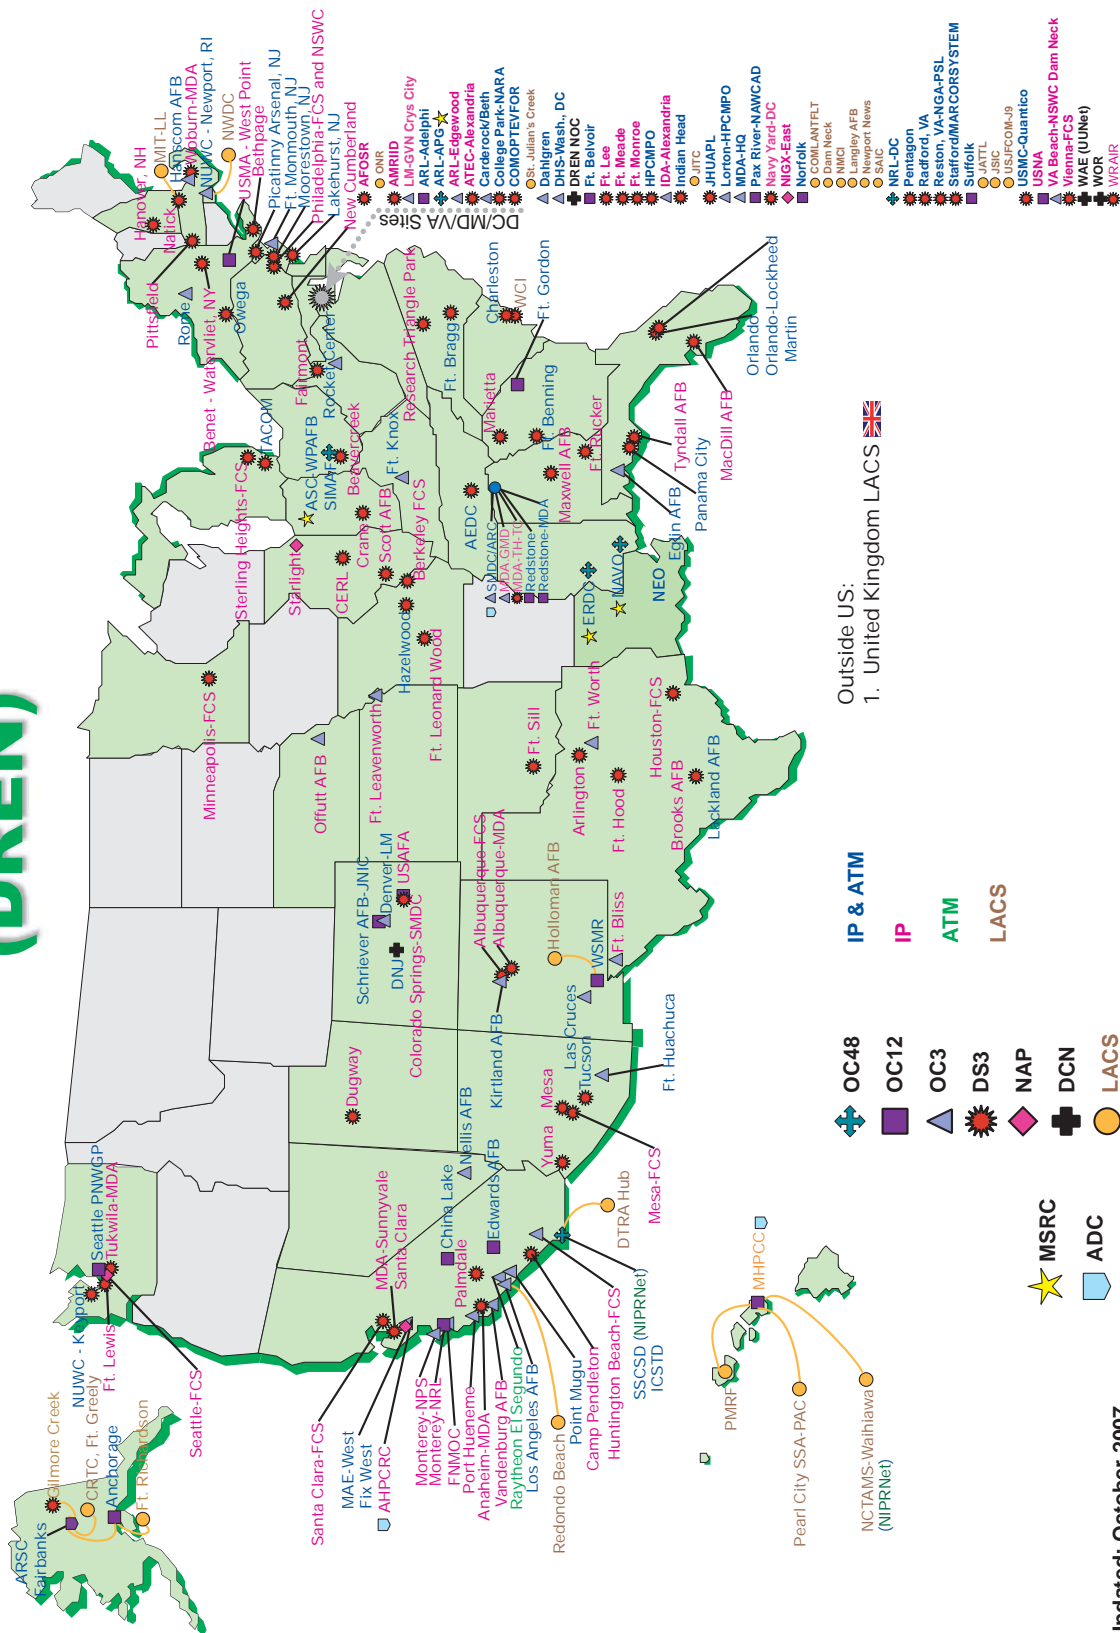 (DREN)
ARSC
Fairbanks
Gilmore Creek
CRTC, Ft. Greely
Anchorage
Ft. Richardson
NUWC - Keyport
Ft. Lewis
Seattle PNWGP
Tukwila-MDA
Seattle-FCS
Santa Clara-FCS
MDA-Sunnyvale
Santa Clara
MAE-West
Fix West
AHPCRC
Monterey-NPS
Monterey-NRL
FNMOC
Port Hueneme
Anaheim-MDA
Vandenburg AFB
Raytheon El Segundo
Los Angeles AFB
Redondo Beach
Point Mugu
Camp Pendleton
Huntington Beach-FCS
SSCSD (NIPRNet)
ICSTD
DTRA Hub
China Lake
Palmdale
Edwards AFB
Nellis AFB
Dugway
Yuma
Mesa
Mesa-FCS
Tucson
Ft. Huachuca
Las Cruces
WSMR
Ft. Bliss
Holloman AFB
Kirtland AFB
Albuquerque-FCS
Albuquerque-MDA
Schriever AFB-JNIC
Denver-LM
DNJ
USAFA
Colorado Springs-SMDC
Minneapolis-FCS
Offutt AFB
Ft. Leavenworth
Ft. Leonard Wood
Hazelwood
Ft. Sill
Arlington
Ft. Worth
Ft. Hood
Houston-FCS
Brooks AFB
Lackland AFB
Sterling Heights-FCS
TACOM
Starlight
CERL
Crane
Scott AFB
Berkeley FCS
ASC-WPAFB
SIMAF
Beavercreek
Ft. Knox
AEDC
SMDC/ARC
MDA-GMD
MDA-TH-TC
Redstone
Redstone-MDA
ERDC
NAVO
NEO
Marietta
Ft. Benning
Maxwell AFB
Ft. Rucker
Eglin AFB
Panama City
Tyndall AFB
MacDill AFB
Orlando
Orlando-Lockheed
Martin
Ft. Gordon
Charleston
WCI
Ft. Bragg
Research Triangle Park
Fairmont
Rocket Center
Hanover, NH
MIT-LL
Hanscom AFB
Woburn-MDA
Natick
NUWC - Newport, RI
NWDC
Pittsfield
Rome
Benet - Watervliet, NY
Owega
USMA - West Point
Bethpage
Picatinny Arsenal, NJ
Ft. Monmouth, NJ
Moorestown, NJ
Philadelphia-FCS and NSWC
Lakehurst, NJ
New Cumberland
DC/MD/VA Sites
AFOSR
ONR
AMRIID
LM-GVN Crys City
ARL-Adelphi
ARL-APG
ARL-Edgewood
ATEC-Alexandria
Carderock/Beth
College Park-NARA
COMOPTEVFOR
St. Julian's Creek
Dahlgren
DHS-Wash., DC
DREN NOC
Ft. Belvoir
Ft. Lee
Ft. Meade
Ft. Monroe
HPCMPO
IDA-Alexandria
Indian Head
JITC
JHUAPL
Lorton-HPCMPO
MDA-HQ
Pax River-NAWCAD
Navy Yard-DC
NIGX-East
Norfolk
COMLANTFLT
Dam Neck
NMCI
Langley AFB
Newport News
SAIC
NRL-DC
Pentagon
Radford, VA
Reston, VA-NGA-PSL
Stafford/MARCORSYSTEM
Suffolk
JATTL
JSIC
USJFCOM-J9
USMC-Quantico
USNA
VA Beach-NSWC Dam Neck
Vienna-FCS
WAE (UUNet)
WOR
WRAIR
Outside US:
1. United Kingdom LACS
PMRF
MHPCC
Pearl City SSA-PAC
NCTAMS-Waihiawa
(NIPRNet)
MSRC
ADC
OC48
OC12
OC3
DS3
NAP
DCN
LACS
IP & ATM
IP
ATM
LACS
Updated: October 2007